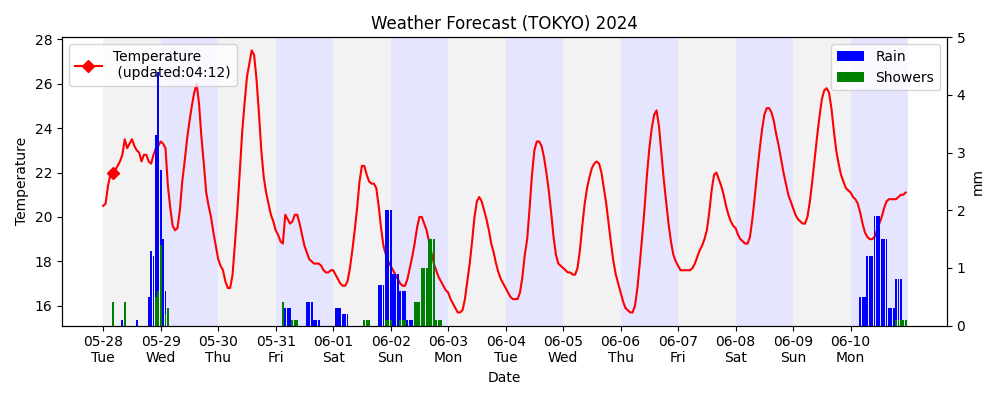 Weather Forecast (TOKYO) 2024
Temperature
(updated:04:12)
Rain
Showers
28
26
24
22
20
18
16
Temperature
5
4
3
2
1
0
mm
05-28 05-29 05-30 05-31 06-01 06-02 06-03 06-04 06-05 06-06 06-07 06-08 06-09 06-10
Tue Wed Thu Fri Sat Sun Mon Tue Wed Thu Fri Sat Sun Mon
Date